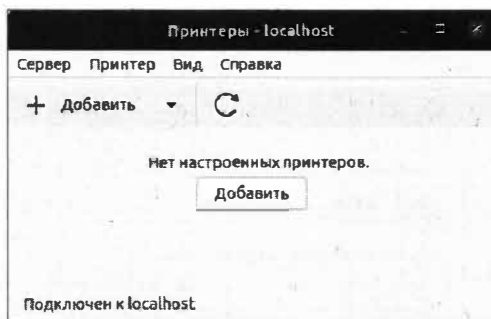 Принтеры - localhost
Сервер Принтер Вид Справка
+ Добавить
Нет настроенных принтеров.
Добавить
Подключен к localhost